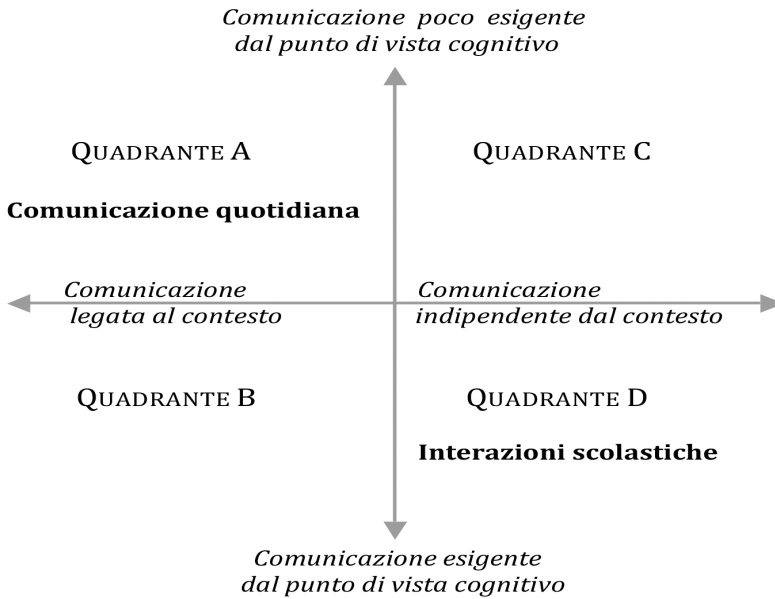 Comunicazione poco esigente
dal punto di vista cognitivo
QUADRANTE A
QUADRANTE C
Comunicazione quotidiana
Comunicazione
legata al contesto
Comunicazione
indipendente dal contesto
QUADRANTE B
QUADRANTE D
Interazioni scolastiche
Comunicazione esigente
dal punto di vista cognitivo